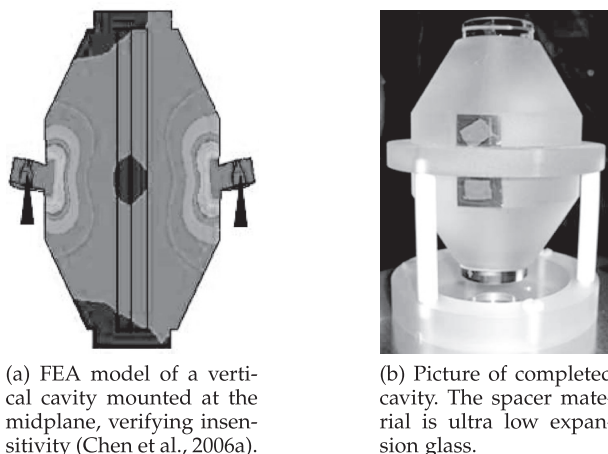 (a) FEA model of a verti-
cal cavity mounted at the
midplane, verifying insen-
sitivity (Chen et al., 2006a).
(b) Picture of completed
cavity. The spacer mate-
rial is ultra low expan-
sion glass.